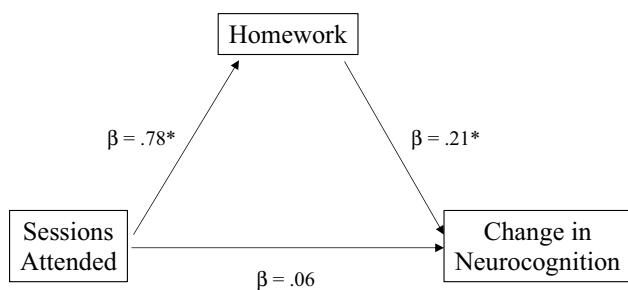 Homework
β = .78*
β = .21*
Sessions
Attended
Change in
Neurocognition
β = .06